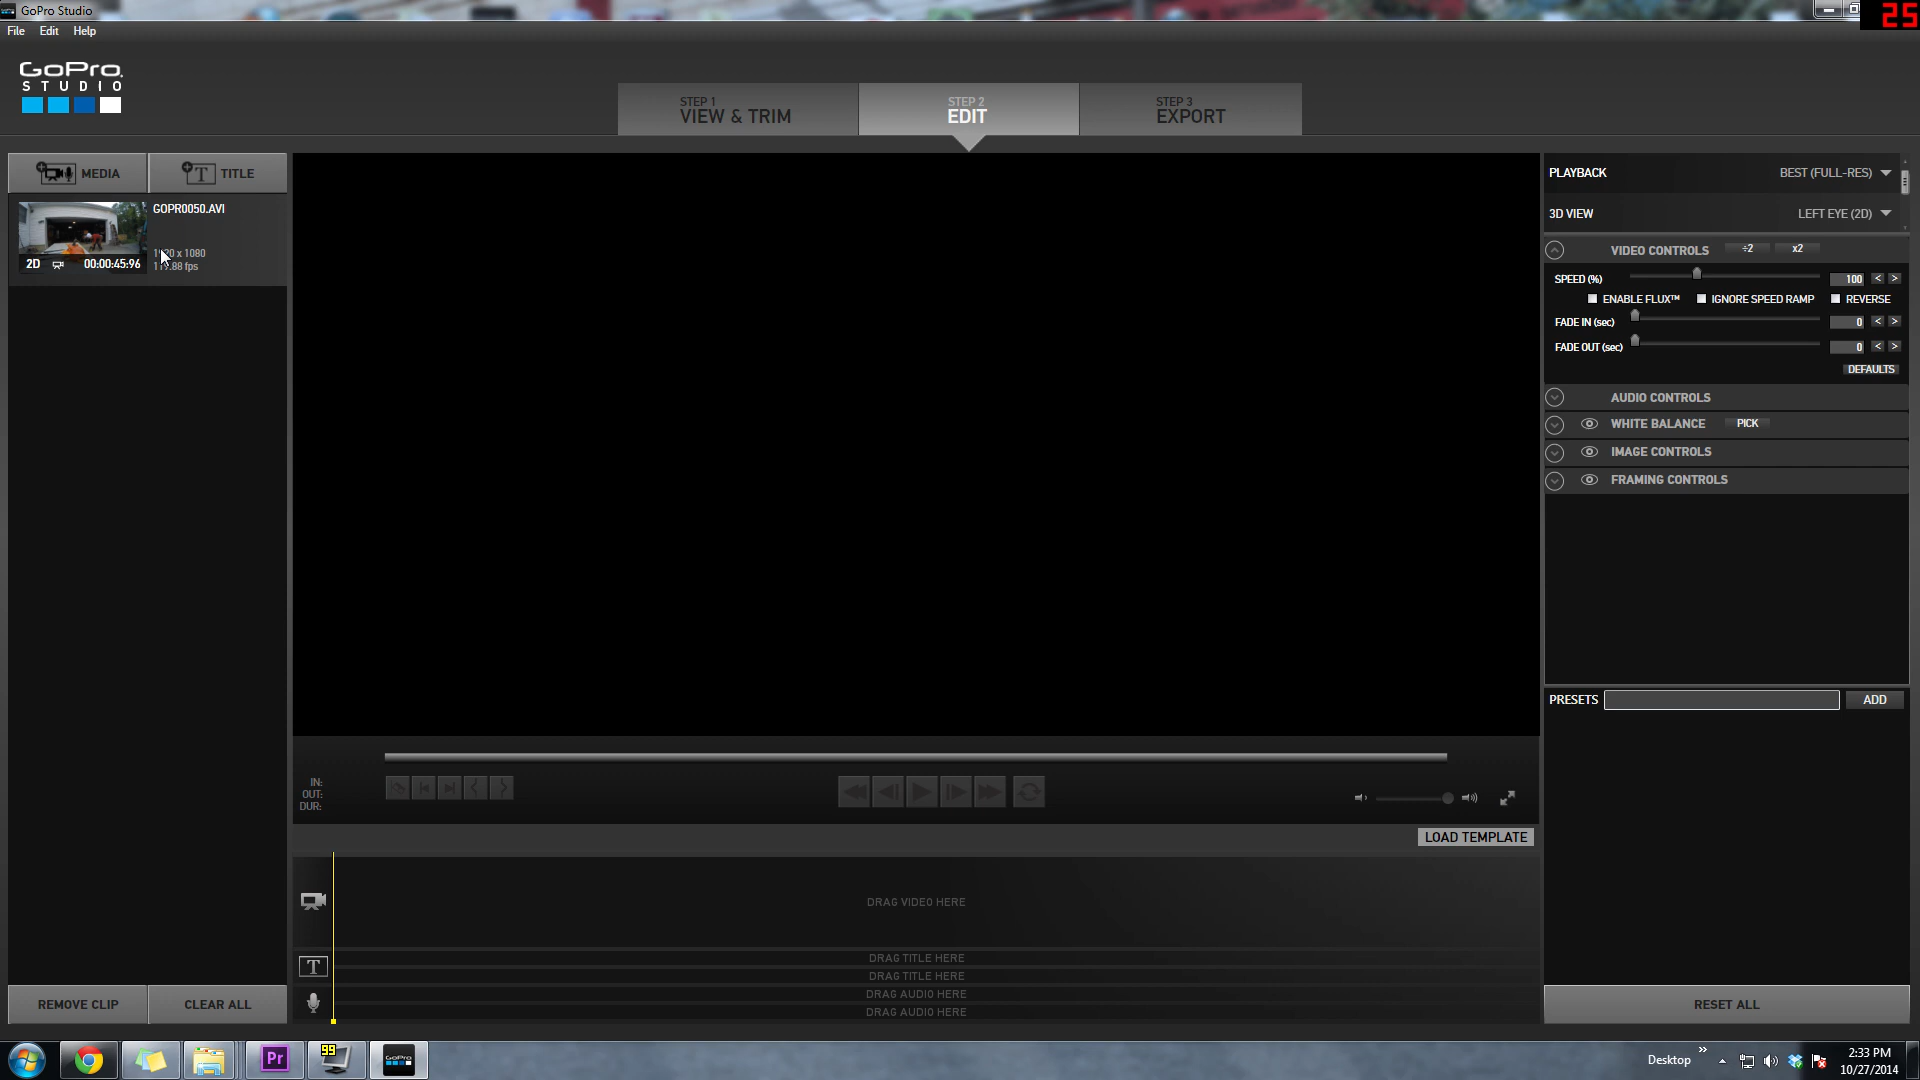 GoPro Studio
25
File Edit Help
GoPro
STUDIO
STEP 1
VIEW & TRIM
STEP 2
EDIT
STEP 3
EXPORT
MEDIA
T TITLE
GOPR0050.AVI
x 1080
2D 00:00:45:96
PLAYBACK BEST (FULL-RES)
3D VIEW LEFT EYE (2D)
VIDEO CONTROLS ÷2 x2
SPEED (%) 100 < >
ENABLE FLUX™ IGNORE SPEED RAMP REVERSE
FADE IN (sec) 0 < >
FADE OUT (sec) 0 < >
DEFAULTS
AUDIO CONTROLS
WHITE BALANCE PICK
IMAGE CONTROLS
FRAMING CONTROLS
PRESETS ADD
IN:
OUT:
DUR:
LOAD TEMPLATE
DRAG VIDEO HERE
T
DRAG TITLE HERE
DRAG TITLE HERE
DRAG AUDIO HERE
DRAG AUDIO HERE
REMOVE CLIP CLEAR ALL
RESET ALL
Pr
99
GoPro
Desktop »
2:33 PM
10/27/2014